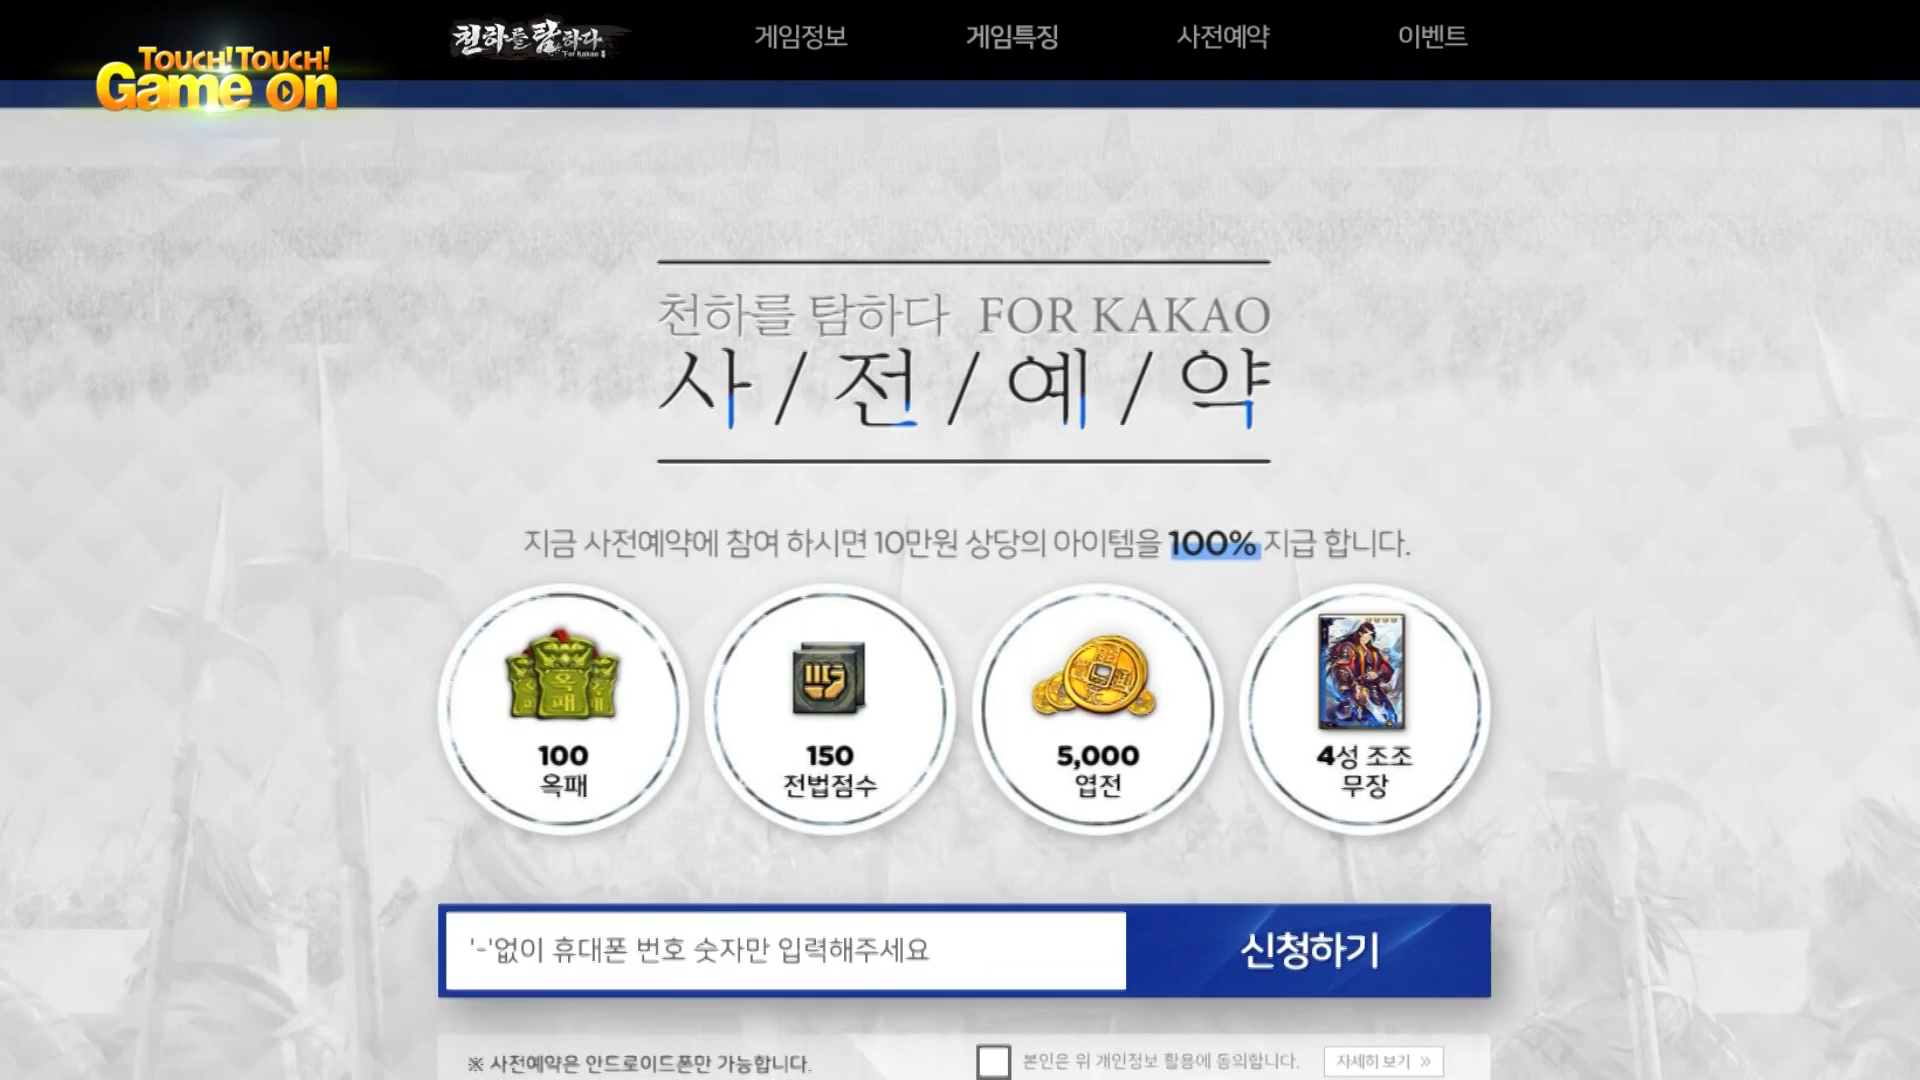 TOUCH! TOUCH!
Game on
천하를 탐하다
For Kakao
게임정보
게임특징
사전예약
이벤트
천하를 탐하다 FOR KAKAO
사/전/예/약
지금 사전예약에 참여 하시면 10만원 상당의 아이템을 100% 지급 합니다.
옥패
100
옥패
150
전법점수
5,000
엽전
4성 조조
무장
'-'없이 휴대폰 번호 숫자만 입력해주세요
신청하기
※ 사전예약은 안드로이드폰만 가능합니다.
본인은 위 개인정보 활용에 동의합니다.
자세히 보기 »